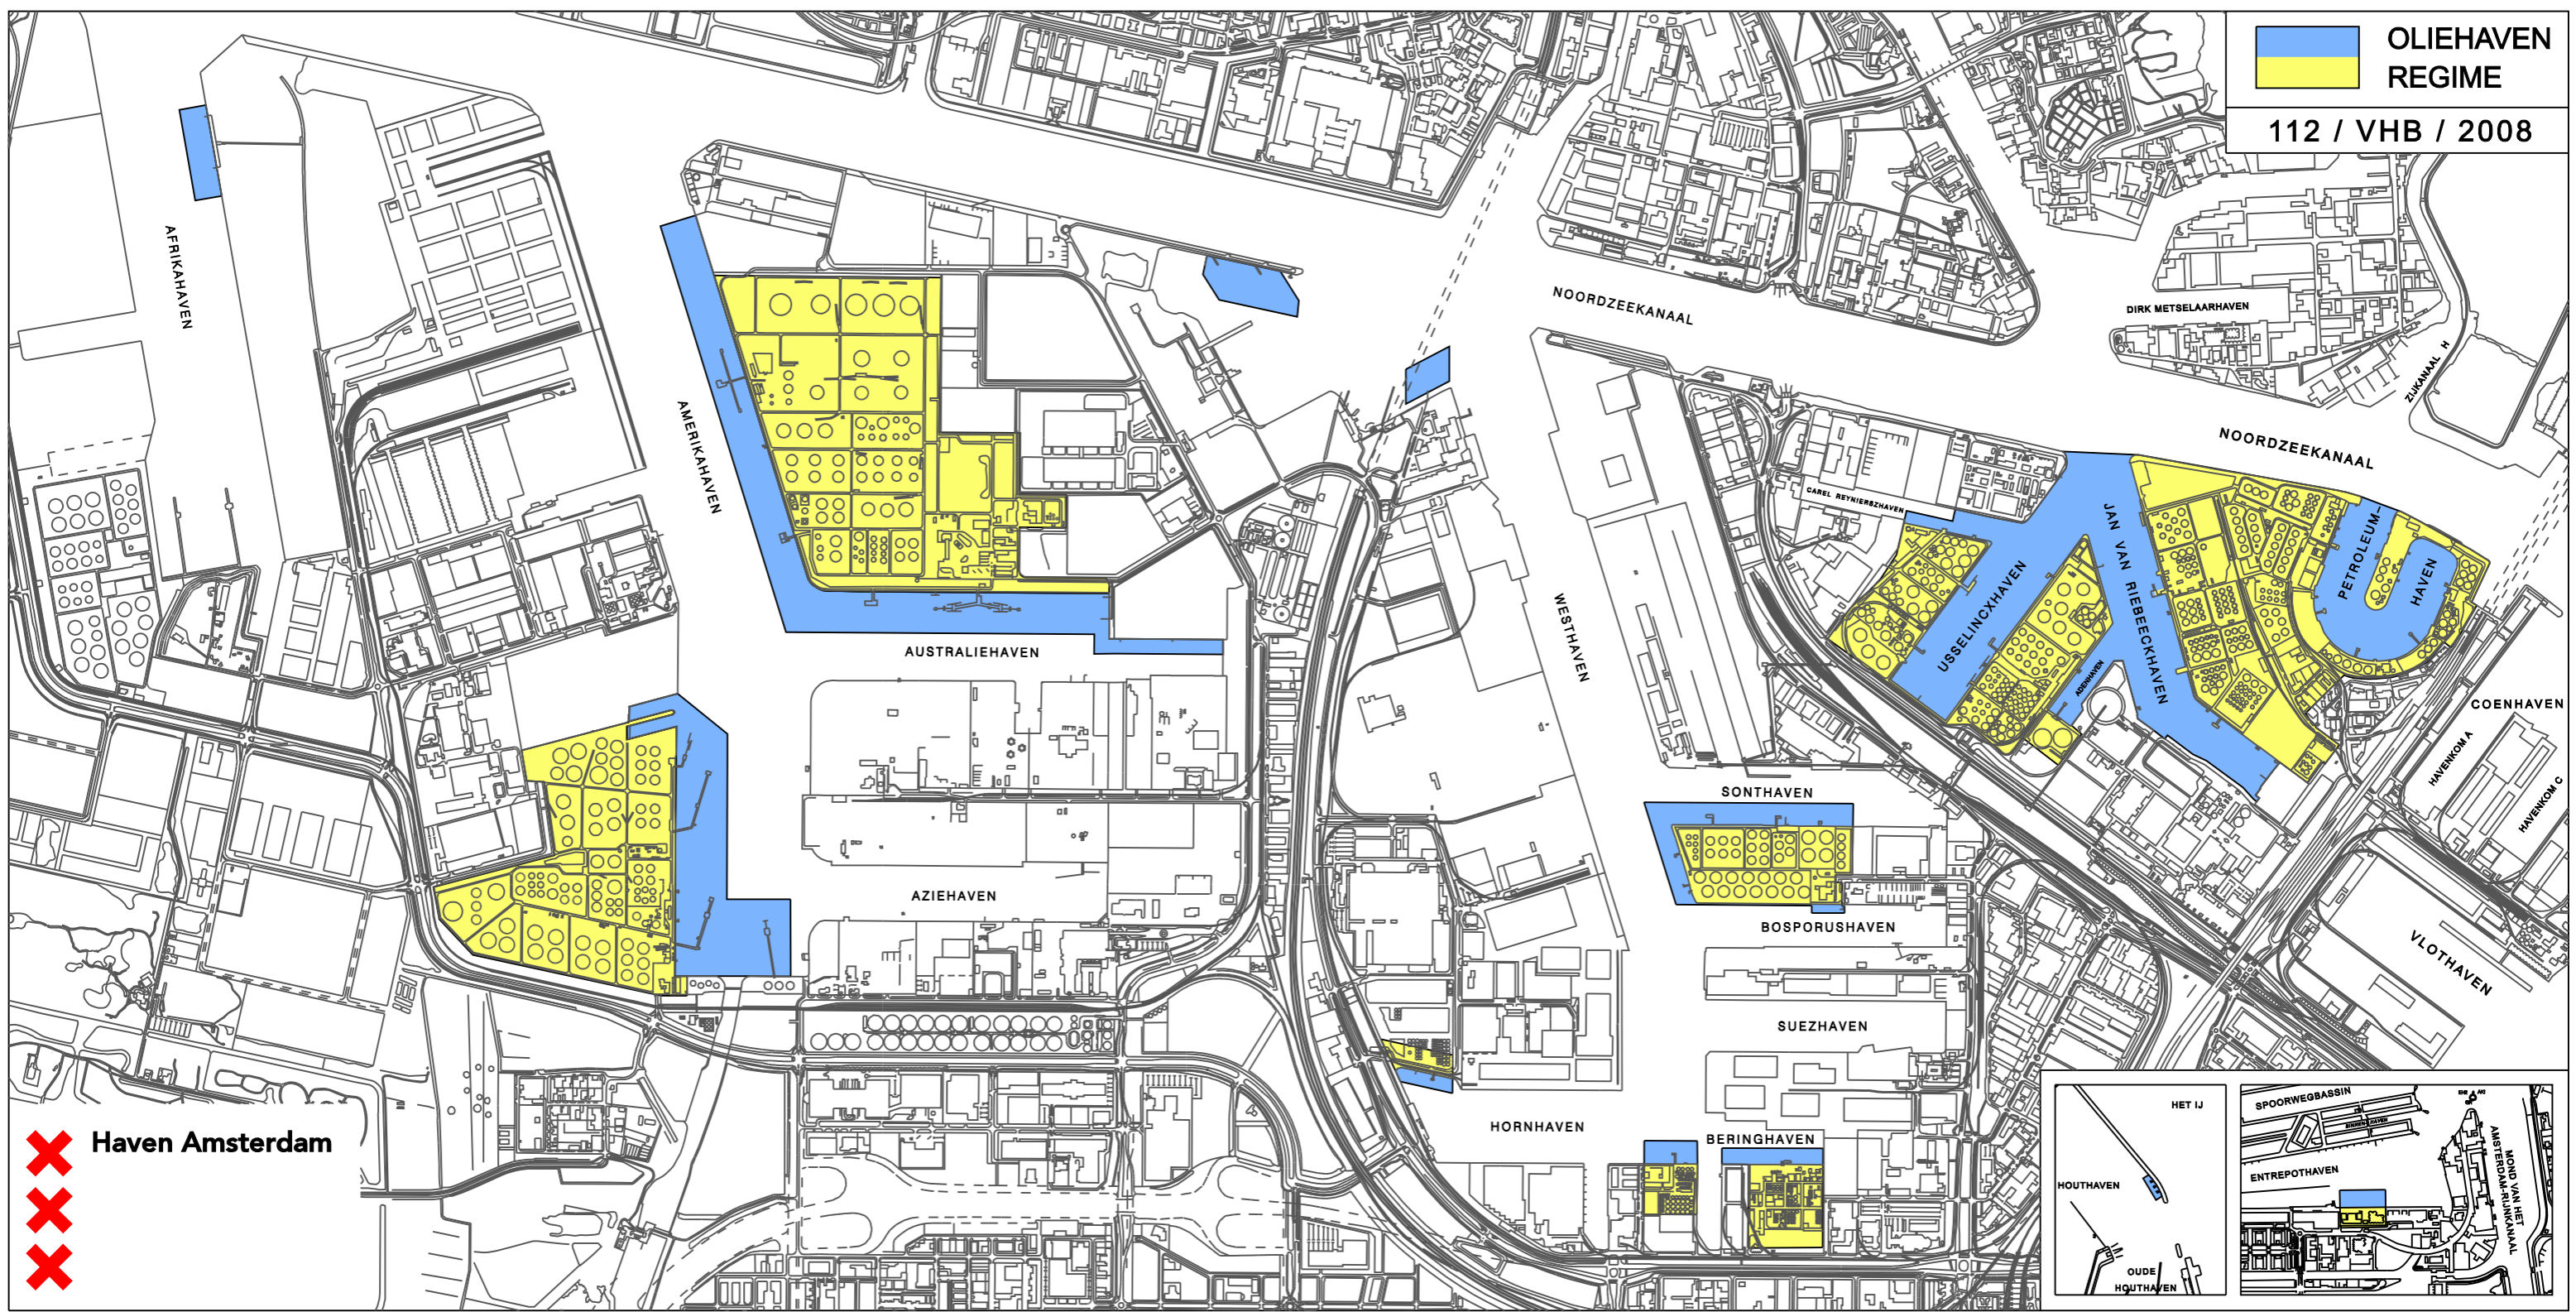 OLIEHAVEN
REGIME
112 / VHB / 2008
AFRIKAHAVEN
AMERIKAHAVEN
NOORDZEEKANAAL
DIRK METSELAARHAVEN
ZIJKANAAL H
NOORDZEEKANAAL
CAREL REYNIERSZHAVEN
JAN VAN RIEBEECKHAVEN
PETROLEUM-
HAVEN
USSELINCXHAVEN
ADENHAVEN
WESTHAVEN
AUSTRALIEHAVEN
COENHAVEN
HAVENKOM A
HAVENKOM C
SONTHAVEN
AZIEHAVEN
BOSPORUSHAVEN
VLOTHAVEN
SUEZHAVEN
HORNHAVEN
BERINGHAVEN
Haven Amsterdam
HET IJ
HOUTHAVEN
OUDE
HOUTHAVEN
SPOORWEGBASSIN
BINNENHAVEN
ENTREPOTHAVEN
MOND VAN HET
AMSTERDAM-RIJNKANAAL